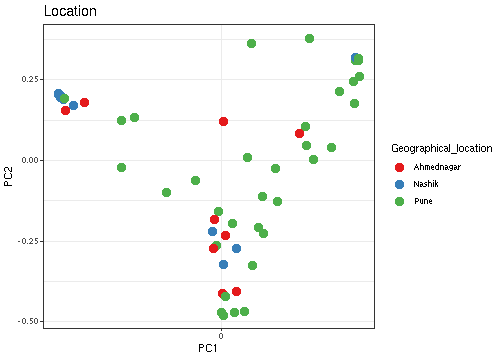 Location
0.25
0.00
-0.25
-0.50
PC2
0
PC1
Geographical_location
Ahmednagar
Nashik
Pune